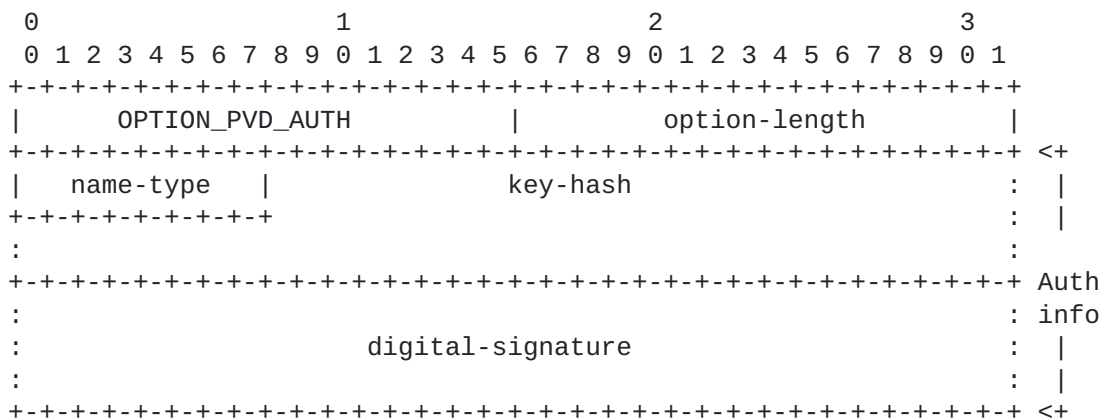 0                   1                   2                   3
 0 1 2 3 4 5 6 7 8 9 0 1 2 3 4 5 6 7 8 9 0 1 2 3 4 5 6 7 8 9 0 1
+-+-+-+-+-+-+-+-+-+-+-+-+-+-+-+-+-+-+-+-+-+-+-+-+-+-+-+-+-+-+-+-+
|      OPTION_PVD_AUTH          |         option-length         |
+-+-+-+-+-+-+-+-+-+-+-+-+-+-+-+-+-+-+-+-+-+-+-+-+-+-+-+-+-+-+-+-+ <+
|   name-type   |               key-hash                        :  |
+-+-+-+-+-+-+-+-+                                               :  |
:                                                               :
+-+-+-+-+-+-+-+-+-+-+-+-+-+-+-+-+-+-+-+-+-+-+-+-+-+-+-+-+-+-+-+-+ Auth
:                                                               : info
:                      digital-signature                        :  |
:                                                               :  |
+-+-+-+-+-+-+-+-+-+-+-+-+-+-+-+-+-+-+-+-+-+-+-+-+-+-+-+-+-+-+-+-+ <+